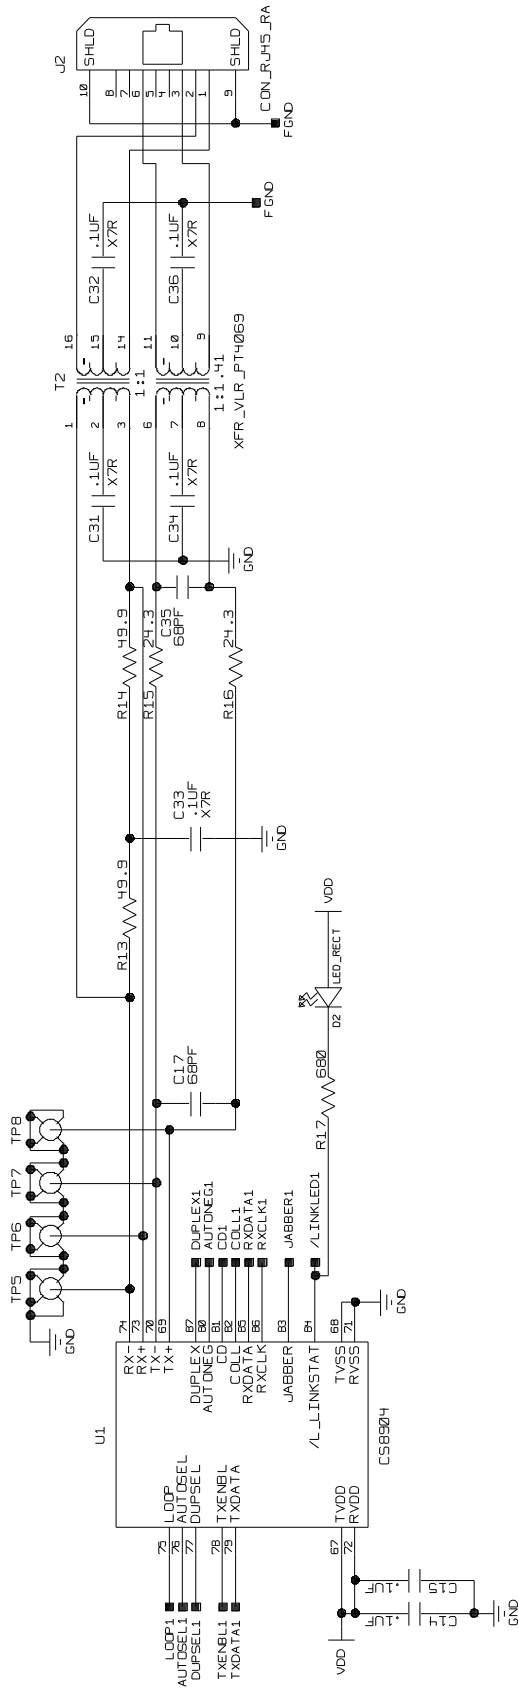 J2
SHLD
SHLD
10
8
7
6
5
4
3
2
1
9
CON_RJ45_RA
FGND
FGND
C32
.1UF
X7R
C36
.1UF
X7R
16
15
14
11
10
9
T2
1:1
1:1.41
XFR_VLR_PT4069
1
2
3
6
7
8
C31
.1UF
X7R
C34
.1UF
X7R
GND
R14
49.9
R15
24.3
C35
68PF
R16
24.3
C33
.1UF
X7R
GND
R13
49.9
VDD
LED_RECT
D2
R17
680
C17
68PF
TP8
TP7
TP6
TP5
GND
DUPLEX1
AUTONEG1
CD1
COLL1
RXDATA1
RXCLK1
JABBER1
/LINKLED1
GND
74
73
70
69
87
80
81
82
85
86
83
84
68
71
RX-
RX+
TX-
TX+
DUPLEX
AUTONEG
CD
COLL
RXDATA
RXCLK
JABBER
/L_LINKSTAT
TVSS
RVSS
U1
CS8904
LOOP
AUTOSEL
DUPSEL
TXENBL
TXDATA
TVDD
RVDD
75
76
77
78
79
67
72
LOOP1
AUTOSEL1
DUPSEL1
TXENBL1
TXDATA1
VDD
.1UF
C15
.1UF
C14
GND